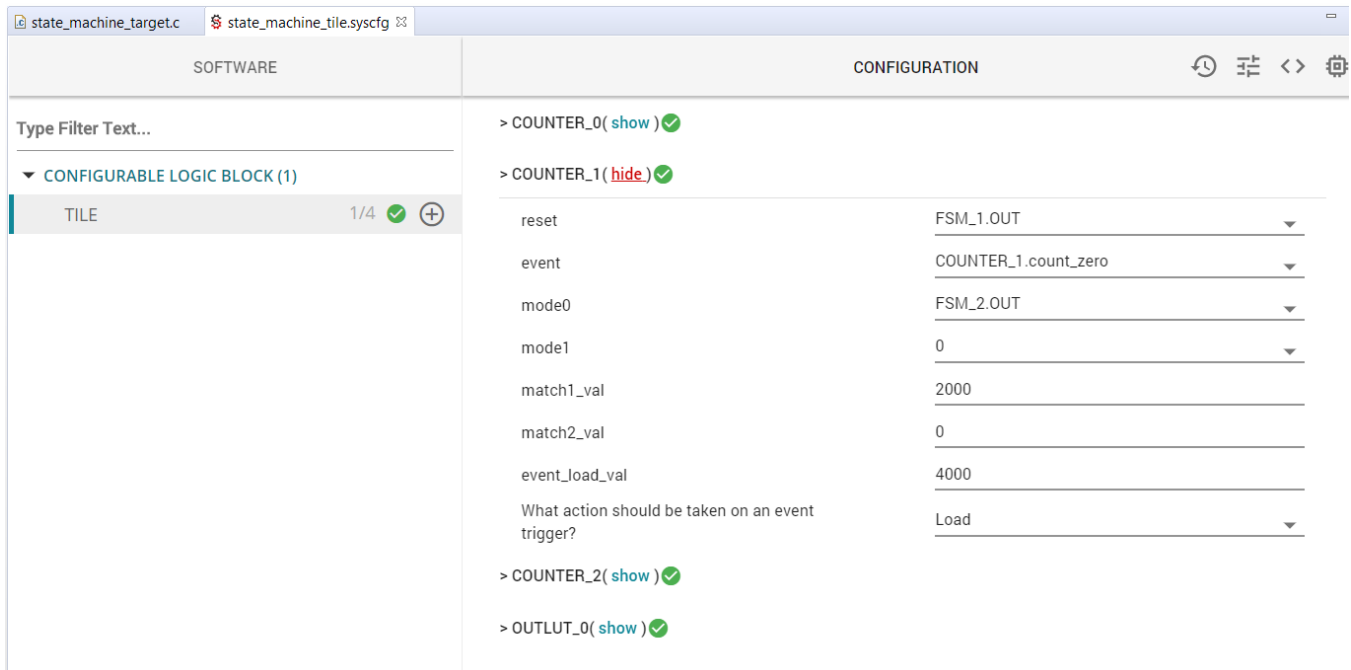 state_machine_target.c
state_machine_tile.syscfg
SOFTWARE
CONFIGURATION
Type Filter Text...
CONFIGURABLE LOGIC BLOCK (1)
TILE 1/4
> COUNTER_0( show )
> COUNTER_1( hide )
reset FSM_1.OUT
event COUNTER_1.count_zero
mode0 FSM_2.OUT
mode1 0
match1_val 2000
match2_val 0
event_load_val 4000
What action should be taken on an event
trigger?
Load
> COUNTER_2( show )
> OUTLUT_0( show )